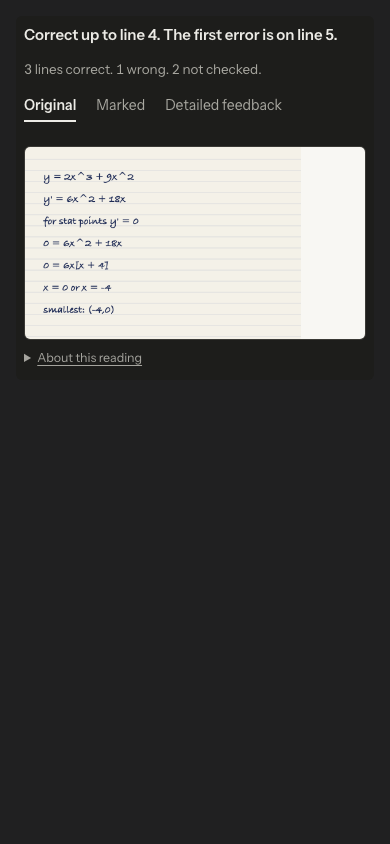 Correct up to line 4. The first error is on line 5.
3 lines correct. 1 wrong. 2 not checked.
Original Marked Detailed feedback
y = 2x^3 + 9x^2
y' = 6x^2 + 18x
for stat points y' = 0
0 = 6x^2 + 18x
0 = 6x[x + 4]
x = 0 or x = -4
smallest: (-4,0)
About this reading